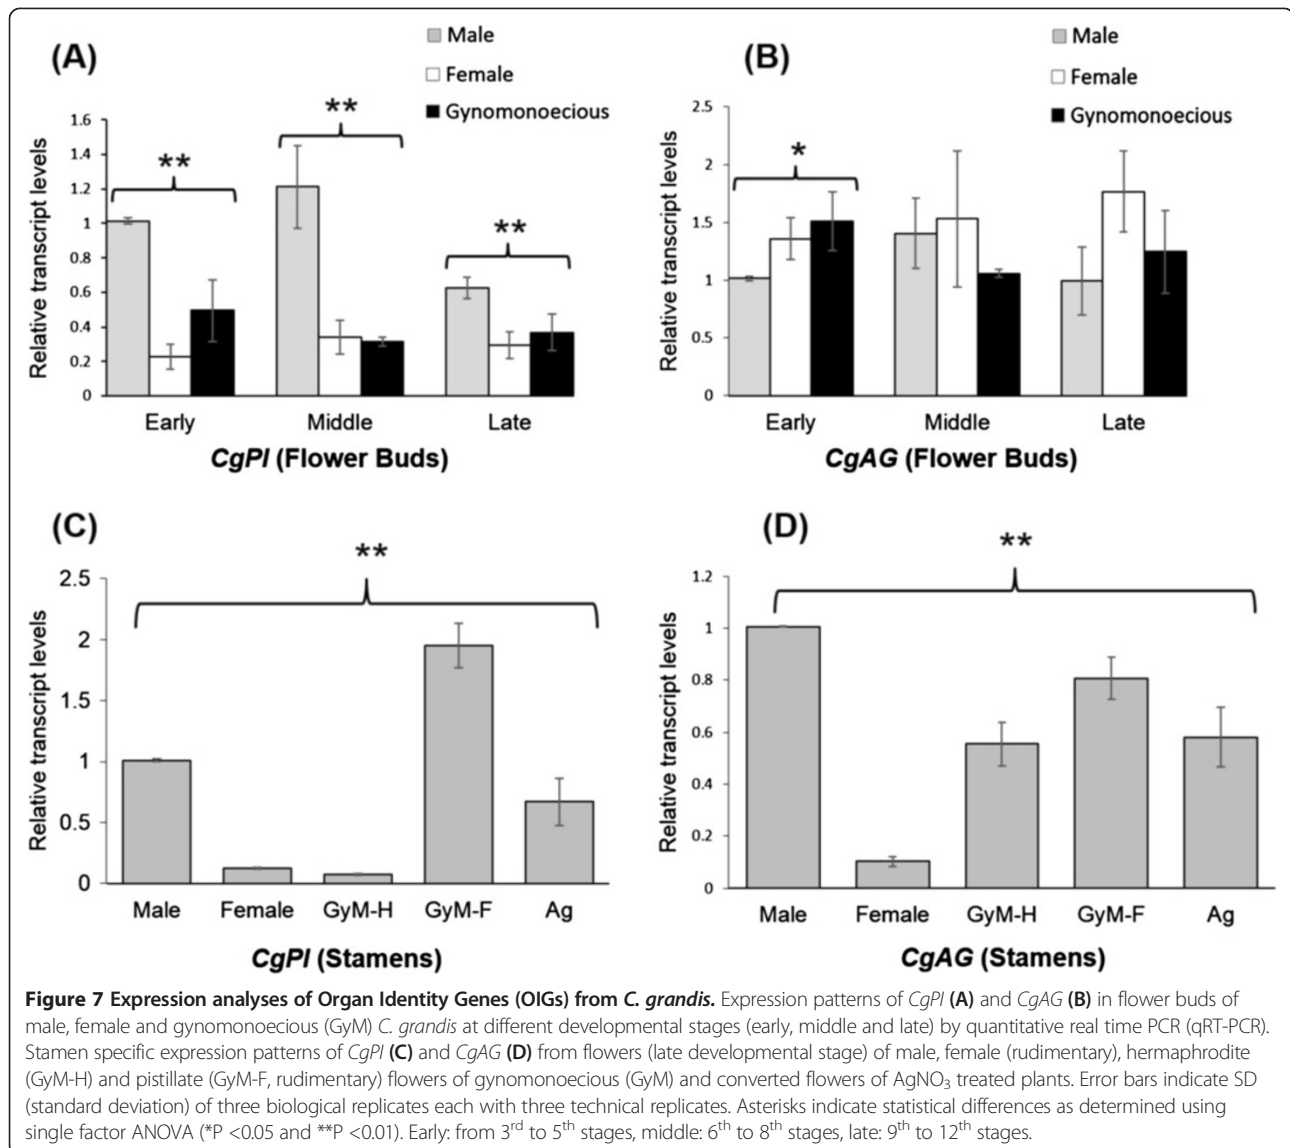 (A)
Male
Female
Gynomonoecious
**
**
**
Relative transcript levels
1.6
1.4
1.2
1
0.8
0.6
0.4
0.2
0
Early
Middle
Late
CgPI (Flower Buds)
(B)
Male
Female
Gynomonoecious
*
Relative transcript levels
2.5
2
1.5
1
0.5
0
Early
Middle
Late
CgAG (Flower Buds)
(C)
**
Relative transcript levels
2.5
2
1.5
1
0.5
0
Male
Female
GyM-H
GyM-F
Ag
CgPI (Stamens)
(D)
**
Relative transcript levels
1.2
1
0.8
0.6
0.4
0.2
0
Male
Female
GyM-H
GyM-F
Ag
CgAG (Stamens)
Figure 7 Expression analyses of Organ Identity Genes (OIGs) from C. grandis. Expression patterns of CgPI (A) and CgAG (B) in flower buds of
male, female and gynomonoecious (GyM) C. grandis at different developmental stages (early, middle and late) by quantitative real time PCR (qRT-PCR).
Stamen specific expression patterns of CgPI (C) and CgAG (D) from flowers (late developmental stage) of male, female (rudimentary), hermaphrodite
(GyM-H) and pistillate (GyM-F, rudimentary) flowers of gynomonoecious (GyM) and converted flowers of AgNO₃ treated plants. Error bars indicate SD
(standard deviation) of three biological replicates each with three technical replicates. Asterisks indicate statistical differences as determined using
single factor ANOVA (*P <0.05 and **P <0.01). Early: from 3rd to 5th stages, middle: 6th to 8th stages, late: 9th to 12th stages.